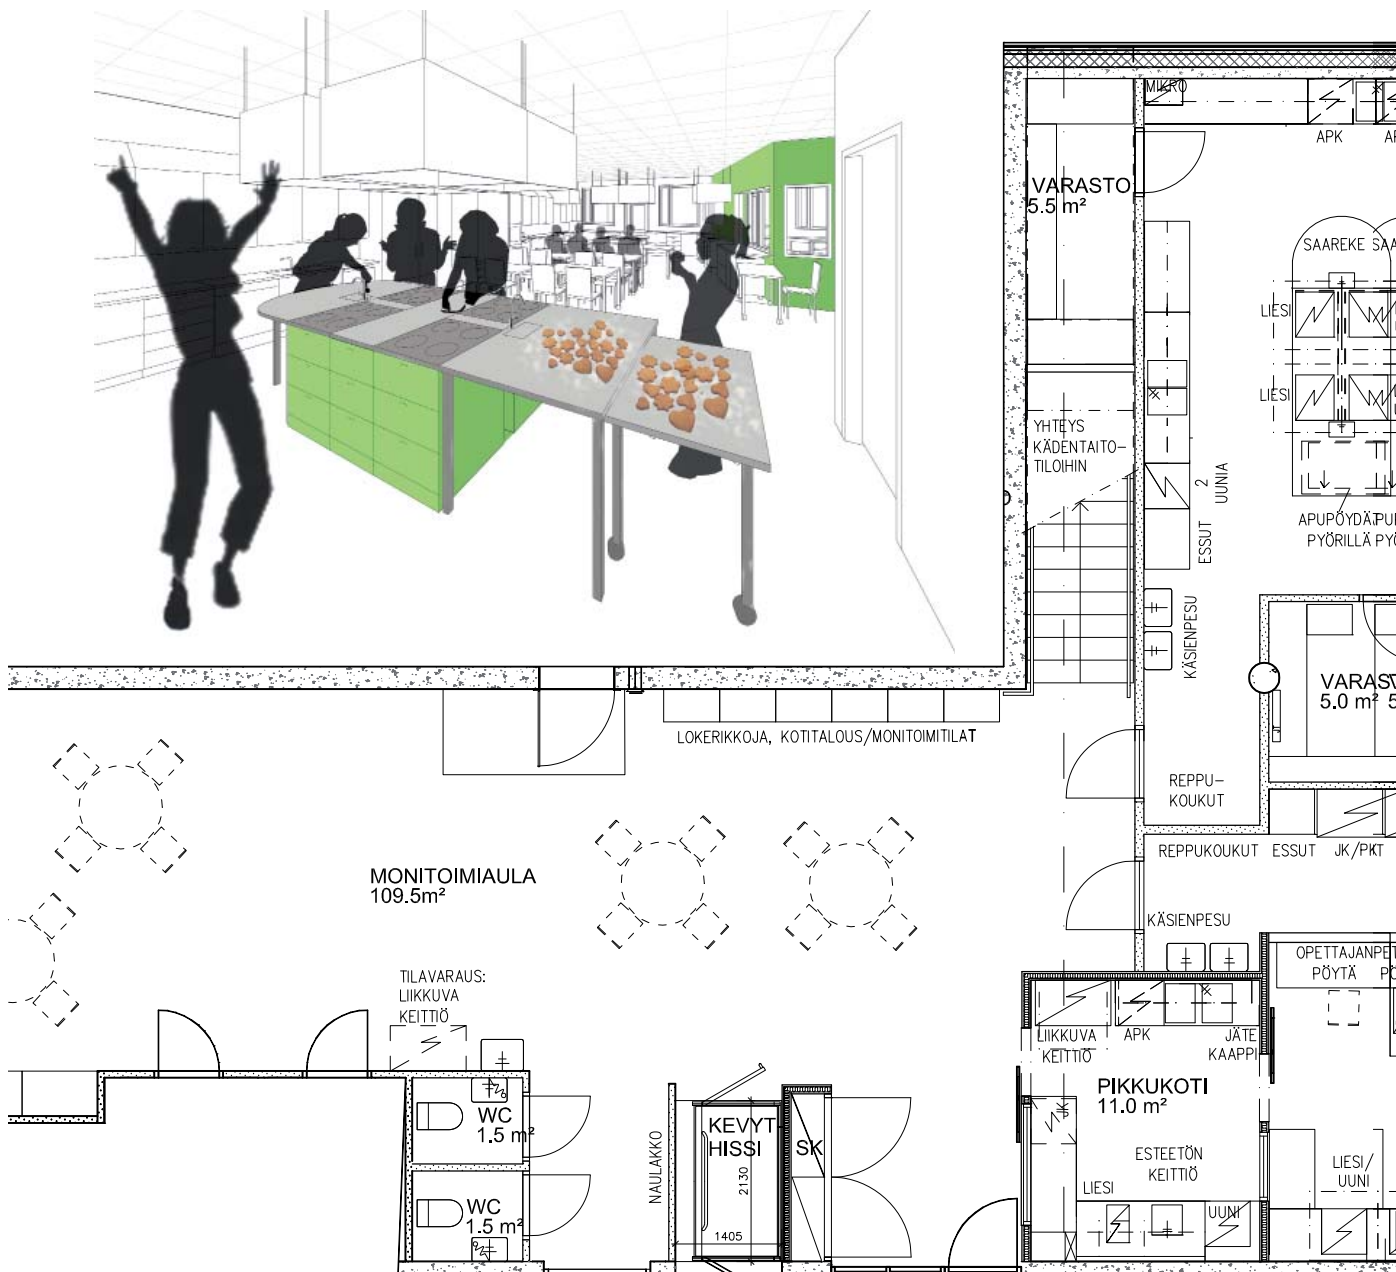 MIKRO
APK
VARASTO
5.5 m²
SAAREKE
LIESI
LIESI
YHTEYS
KÄDENTAITO-
TILOIHIN
2
UUNIA
ESSUT
APUPÖYDÄT
PYÖRILLÄ
KÄSIENPESU
VARASTO
5.0 m²
LOKERIKKOJA, KOTITALOUS/MONITOIMITILAT
REPPU-
KOUKUT
REPPUKOUKUT ESSUT JK/PKT
MONITOIMIAULA
109.5m²
KÄSIENPESU
OPETTAJAN
PÖYTÄ
TILAVARAUS:
LIIKKUVA
KEITTIÖ
LIIKKUVA
KEITTIÖ
APK
JÄTE
KAAPPI
PIKKUKOTI
11.0 m²
JK
WC
1.5 m²
KEVYT-
HISSI
SK
ESTEETÖN
KEITTIÖ
LIESI/
UUNI
NAULAKKO
2130
1405
LIESI
UUNI
WC
1.5 m²